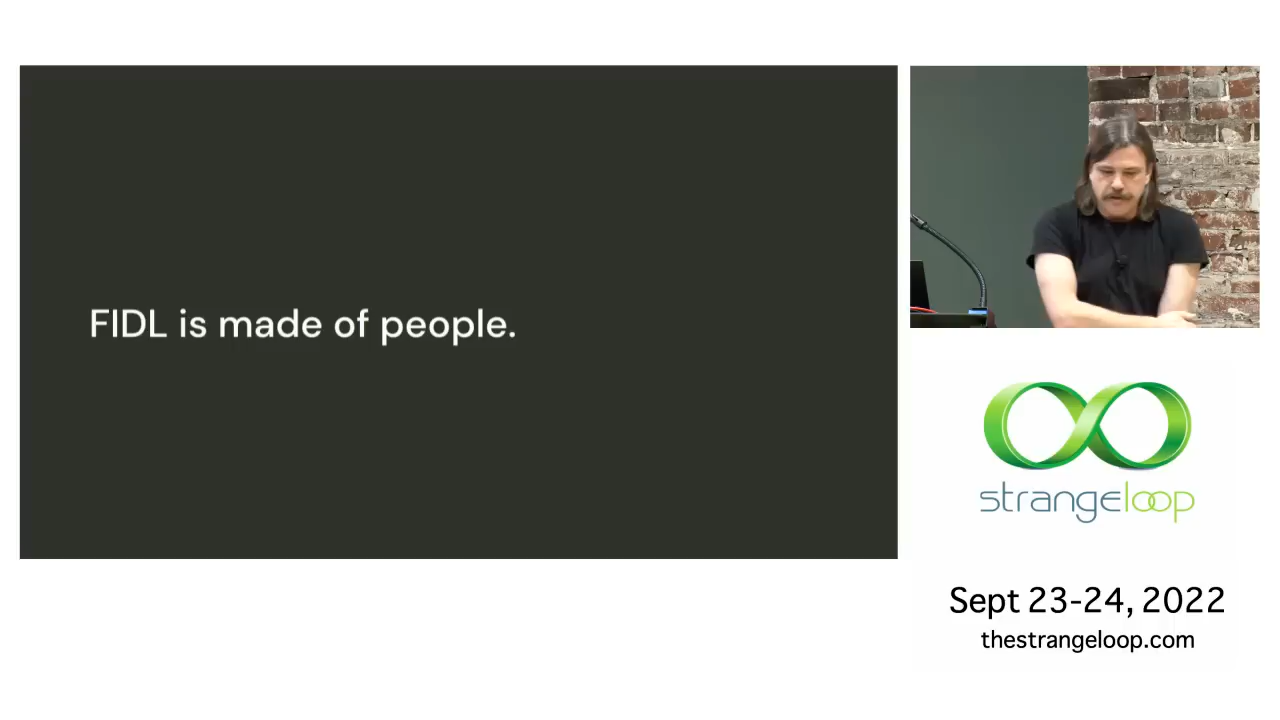 FIDL is made of people.
strangeloop
Sept 23-24, 2022
thestrangeloop.com